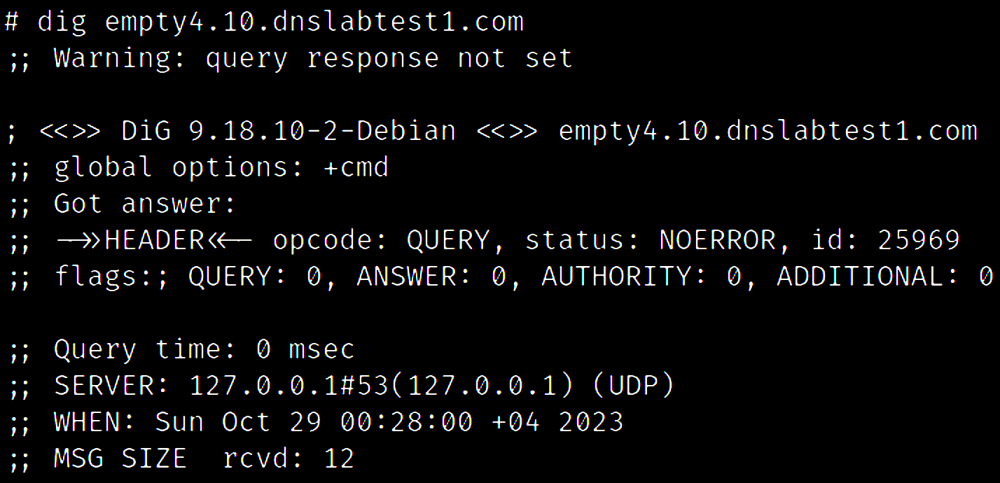 # dig empty4.10.dnslabtest1.com
;; Warning: query response not set
; <<>> DiG 9.18.10-2-Debian <<>> empty4.10.dnslabtest1.com
;; global options: +cmd
;; Got answer:
;; ->>HEADER<<- opcode: QUERY, status: NOERROR, id: 25969
;; flags:; QUERY: 0, ANSWER: 0, AUTHORITY: 0, ADDITIONAL: 0
;; Query time: 0 msec
;; SERVER: 127.0.0.1#53(127.0.0.1) (UDP)
;; WHEN: Sun Oct 29 00:28:00 +04 2023
;; MSG SIZE  rcvd: 12